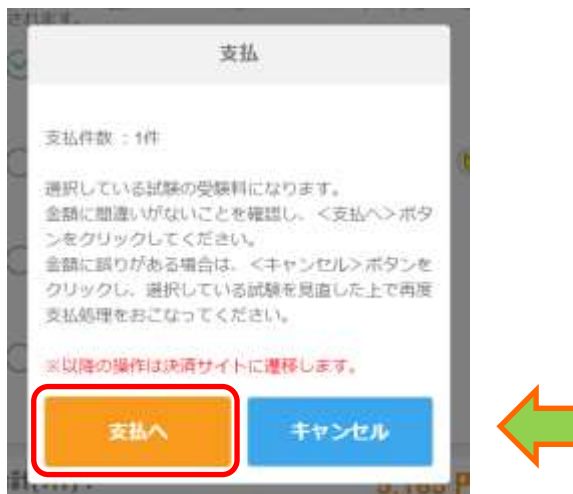 されます。
支払
支払件数 ：1件
選択している試験の受験料になります。
金額に間違いがないことを確認し、＜支払へ＞ボタ
ンをクリックしてください。
金額に誤りがある場合は、＜キャンセル＞ボタンを
クリックし、選択している試験を見直した上で再度
支払処理をおこなってください。
※以降の操作は決済サイトに遷移します。
支払へ
キャンセル